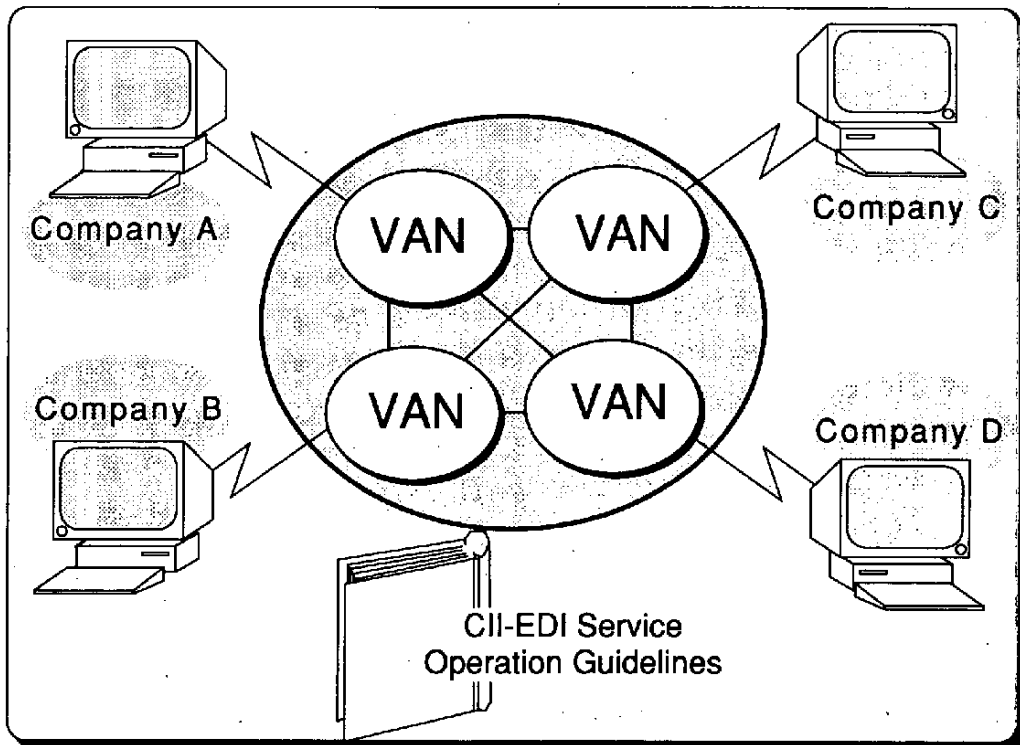 Company A
Company C
VAN
VAN
Company B
Company D
VAN
VAN
CII-EDI Service
Operation Guidelines